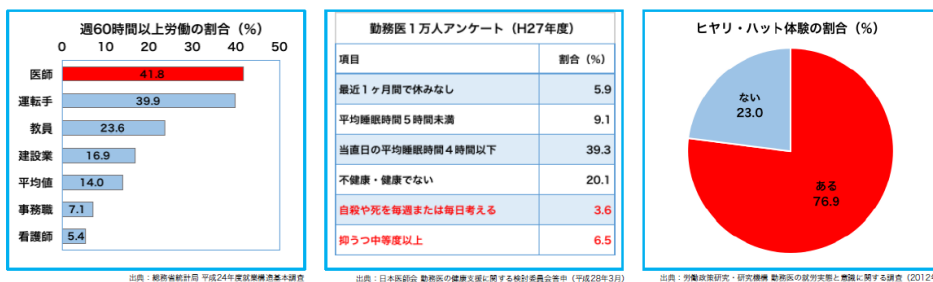 週60時間以上労働の割合（%）
0 10 20 30 40 50
医師 41.8
運転手 39.9
教員 23.6
建設業 16.9
平均値 14.0
事務職 7.1
看護師 5.4
出典：総務省統計局 平成24年度就業構造基本調査
勤務医１万人アンケート（H27年度）
項目 割合（%）
最近１ヶ月間で休みなし 5.9
平均睡眠時間５時間未満 9.1
当直日の平均睡眠時間４時間以下 39.3
不健康・健康でない 20.1
自殺や死を毎週または毎日考える 3.6
抑うつ中等度以上 6.5
出典：日本医師会 勤務医の健康支援に関する検討委員会答申（平成28年3月）
ヒヤリ・ハット体験の割合（%）
ない
23.0
ある
76.9
出典：労働政策研究・研究機構 勤務医の就労実態と意識に関する調査（2012年